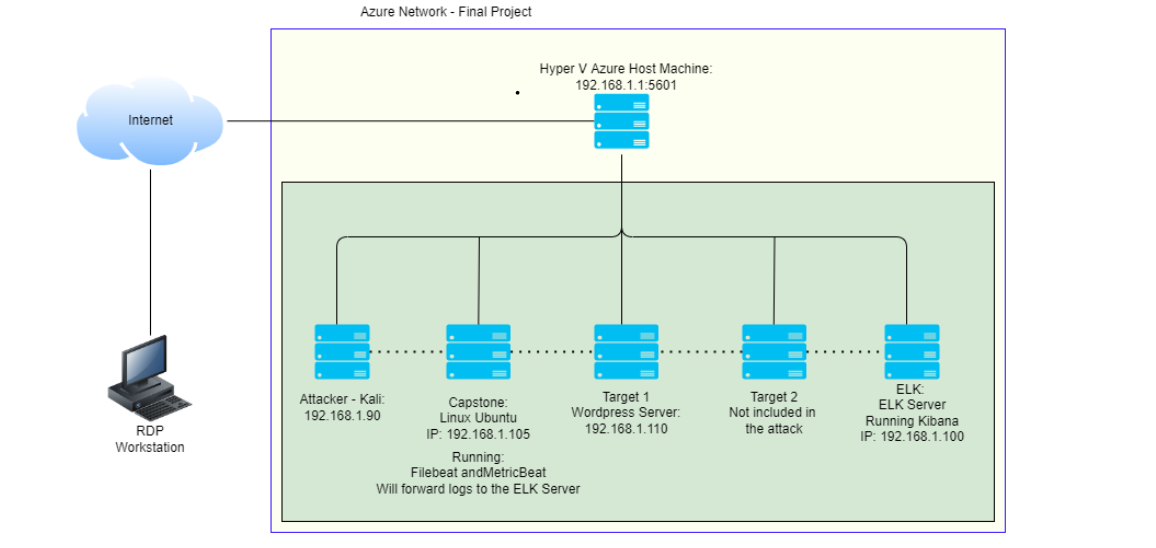 Azure Network - Final Project
Hyper V Azure Host Machine:
192.168.1.1:5601
Internet
RDP
Workstation
Attacker - Kali:
192.168.1.90
Capstone:
Linux Ubuntu
IP: 192.168.1.105
Running:
Filebeat andMetricBeat
Will forward logs to the ELK Server
Target 1
Wordpress Server:
192.168.1.110
Target 2
Not included in
the attack
ELK:
ELK Server
Running Kibana
IP: 192.168.1.100